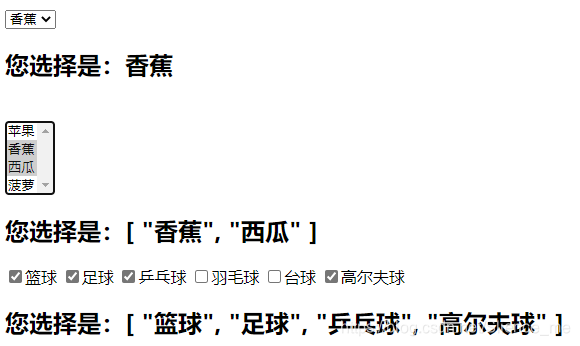 香蕉
您选择是：香蕉
苹果
香蕉
西瓜
菠萝
您选择是：[ "香蕉", "西瓜" ]
篮球 足球 乒乓球 羽毛球 台球 高尔夫球
您选择是：[ "篮球", "足球", "乒乓球", "高尔夫球" ]